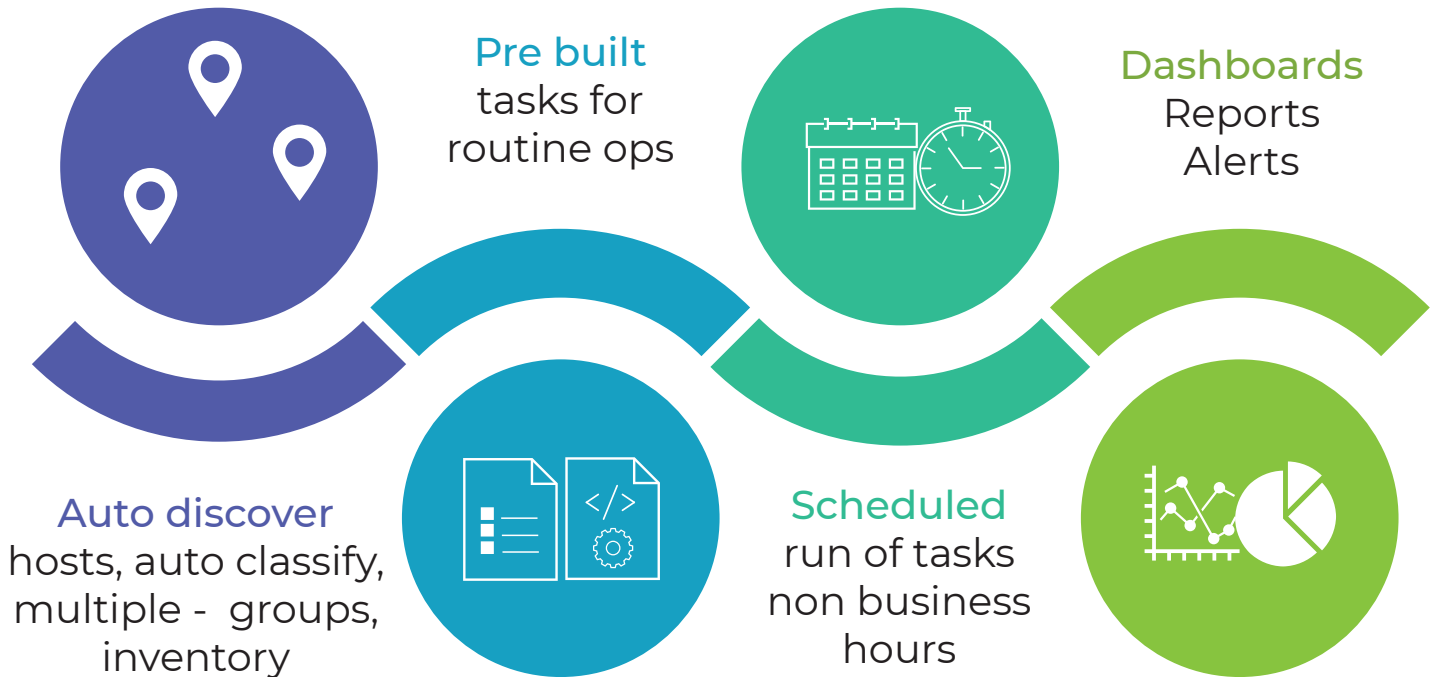 Auto discover
hosts, auto classify,
multiple -  groups,
inventory
Pre built
tasks for
routine ops
</>
Scheduled
run of tasks
non business
hours
Dashboards
Reports
Alerts